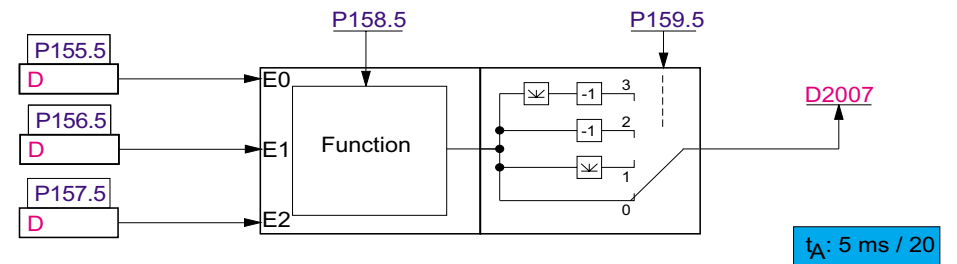 P158.5
P159.5
P155.5
D
E0
P156.5
D
E1
Function
P157.5
D
E2
-1
3
-1
2
1
0
D2007
tA: 5 ms / 20